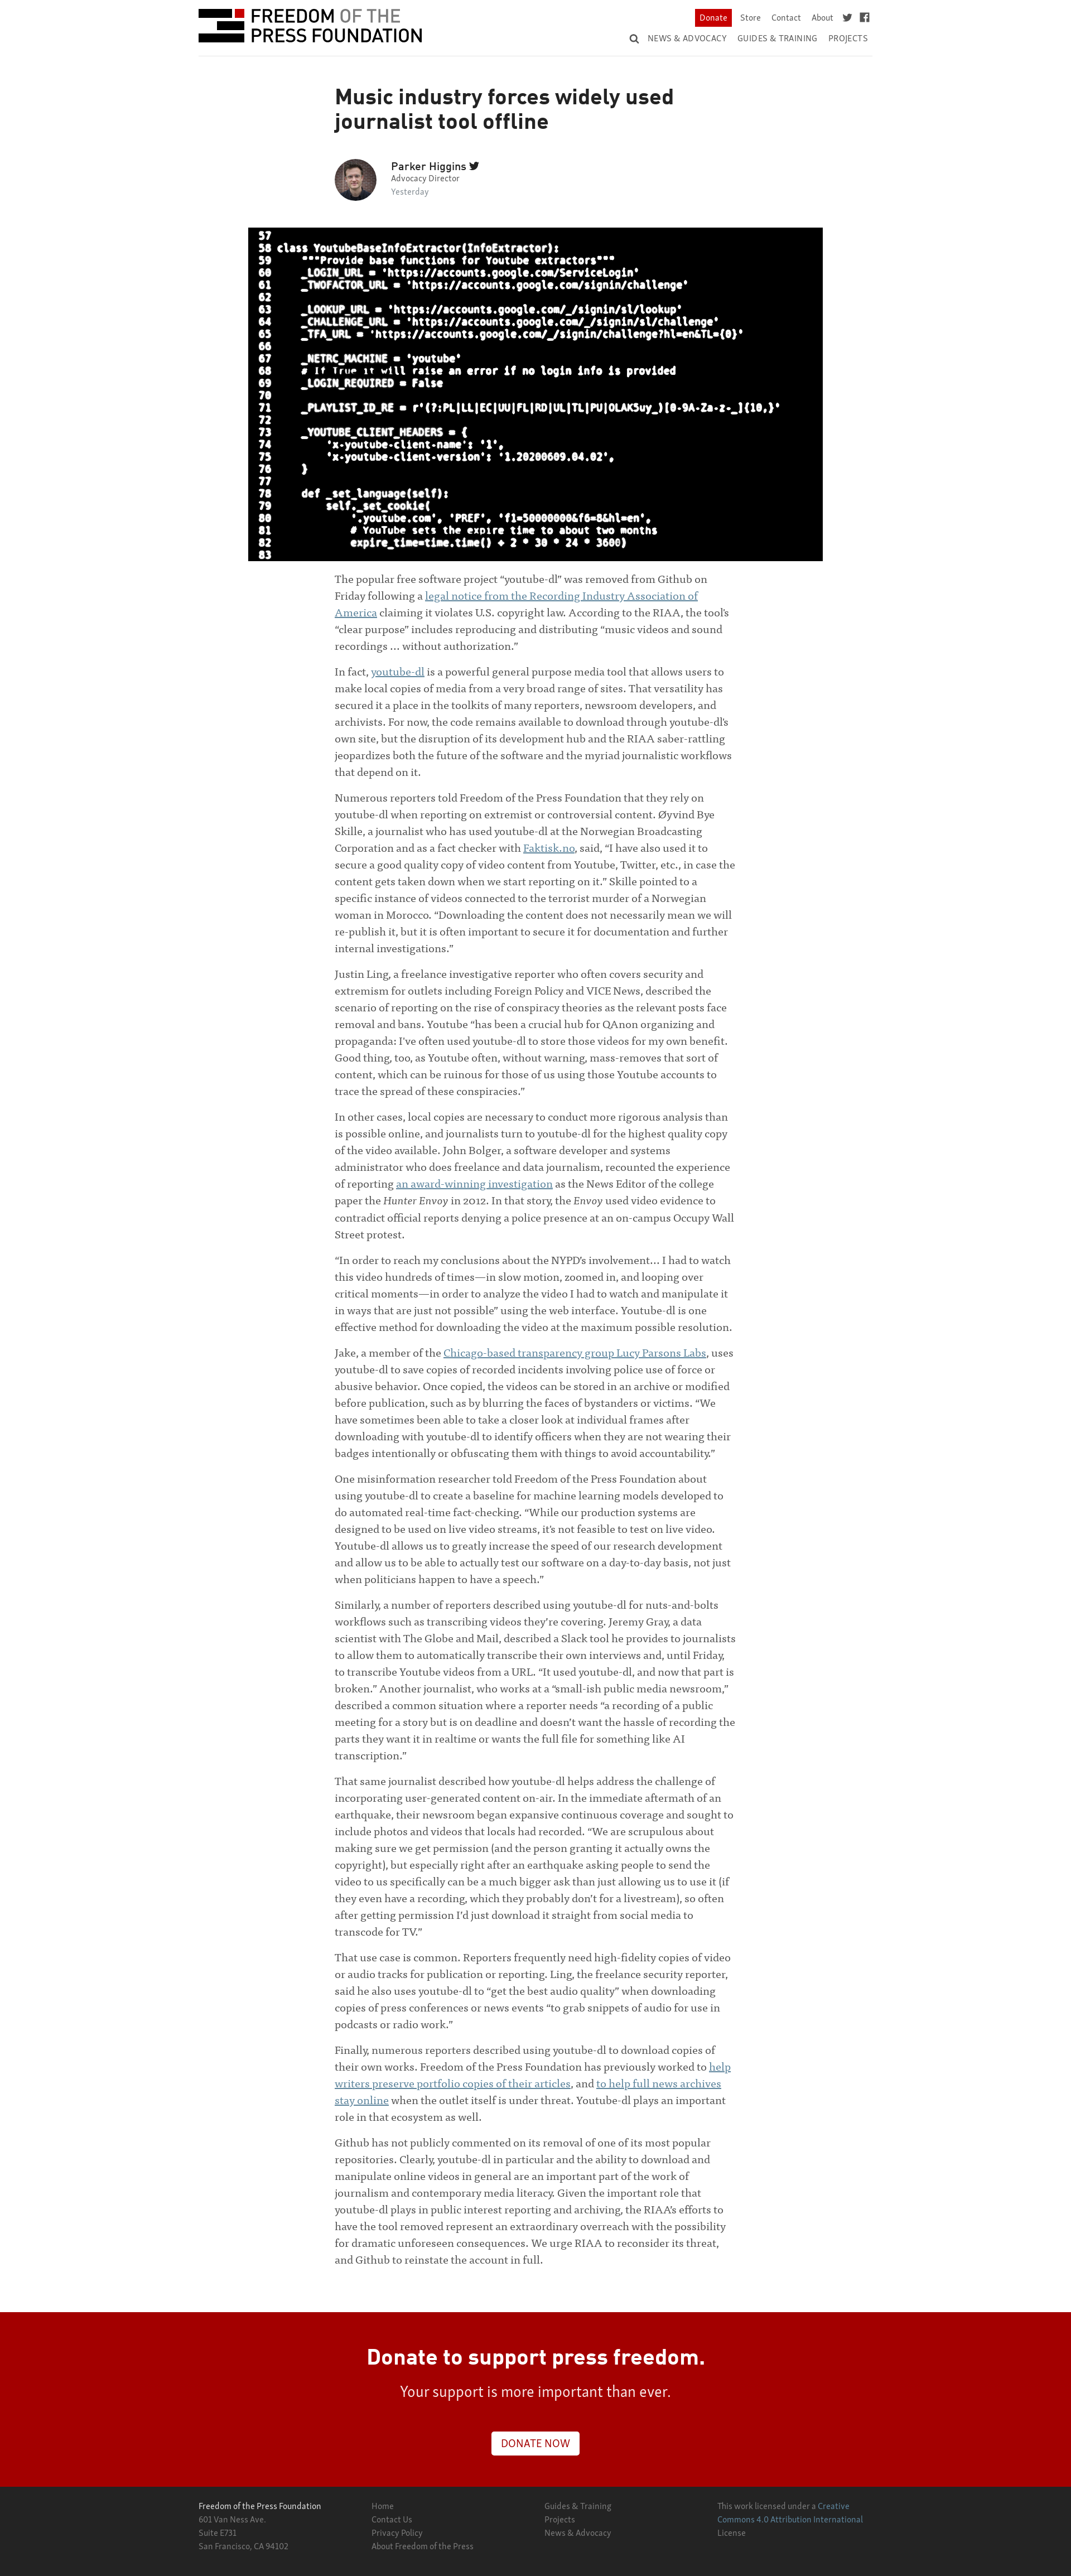 FREEDOM OF THE
PRESS FOUNDATION
Donate
Store
Contact
About
NEWS & ADVOCACY
GUIDES & TRAINING
PROJECTS
Music industry forces widely used
journalist tool offline
Parker Higgins
Advocacy Director
Yesterday
57
58 class YoutubeBaseInfoExtractor(InfoExtractor):
59 """Provide base functions for Youtube extractors"""
60 _LOGIN_URL = 'https://accounts.google.com/ServiceLogin'
61 _TWOFACTOR_URL = 'https://accounts.google.com/signin/challenge'
62
63 _LOOKUP_URL = 'https://accounts.google.com/_/signin/sl/lookup'
64 _CHALLENGE_URL = 'https://accounts.google.com/_/signin/sl/challenge'
65 _TFA_URL = 'https://accounts.google.com/_/signin/challenge?hl=en&TL={0}'
66
67 _NETRC_MACHINE = 'youtube'
68 # If True it will raise an error if no login info is provided
69 _LOGIN_REQUIRED = False
70
71 _PLAYLIST_ID_RE = r'(?:PL|LL|EC|UU|FL|RD|UL|TL|PU|OLAK5uy_)[0-9A-Za-z-_]{10,}'
72
73 _YOUTUBE_CLIENT_HEADERS = {
74 'x-youtube-client-name': '1',
75 'x-youtube-client-version': '1.20200609.04.02',
76 }
77
78 def _set_language(self):
79 self._set_cookie(
80 '.youtube.com', 'PREF', 'f1=50000000&f6=8&hl=en',
81 # YouTube sets the expire time to about two months
82 expire_time=time.time() + 2 * 30 * 24 * 3600)
83
The popular free software project “youtube-dl” was removed from Github on
Friday following a legal notice from the Recording Industry Association of
America claiming it violates U.S. copyright law. According to the RIAA, the tool's
“clear purpose” includes reproducing and distributing “music videos and sound
recordings … without authorization.”
In fact, youtube-dl is a powerful general purpose media tool that allows users to
make local copies of media from a very broad range of sites. That versatility has
secured it a place in the toolkits of many reporters, newsroom developers, and
archivists. For now, the code remains available to download through youtube-dl's
own site, but the disruption of its development hub and the RIAA saber-rattling
jeopardizes both the future of the software and the myriad journalistic workflows
that depend on it.
Numerous reporters told Freedom of the Press Foundation that they rely on
youtube-dl when reporting on extremist or controversial content. Øyvind Bye
Skille, a journalist who has used youtube-dl at the Norwegian Broadcasting
Corporation and as a fact checker with Faktisk.no, said, “I have also used it to
secure a good quality copy of video content from Youtube, Twitter, etc., in case the
content gets taken down when we start reporting on it.” Skille pointed to a
specific instance of videos connected to the terrorist murder of a Norwegian
woman in Morocco. “Downloading the content does not necessarily mean we will
re-publish it, but it is often important to secure it for documentation and further
internal investigations.”
Justin Ling, a freelance investigative reporter who often covers security and
extremism for outlets including Foreign Policy and VICE News, described the
scenario of reporting on the rise of conspiracy theories as the relevant posts face
removal and bans. Youtube “has been a crucial hub for QAnon organizing and
propaganda: I've often used youtube-dl to store those videos for my own benefit.
Good thing, too, as Youtube often, without warning, mass-removes that sort of
content, which can be ruinous for those of us using those Youtube accounts to
trace the spread of these conspiracies.”
In other cases, local copies are necessary to conduct more rigorous analysis than
is possible online, and journalists turn to youtube-dl for the highest quality copy
of the video available. John Bolger, a software developer and systems
administrator who does freelance and data journalism, recounted the experience
of reporting an award-winning investigation as the News Editor of the college
paper the Hunter Envoy in 2012. In that story, the Envoy used video evidence to
contradict official reports denying a police presence at an on-campus Occupy Wall
Street protest.
“In order to reach my conclusions about the NYPD's involvement… I had to watch
this video hundreds of times—in slow motion, zoomed in, and looping over
critical moments—in order to analyze the video I had to watch and manipulate it
in ways that are just not possible” using the web interface. Youtube-dl is one
effective method for downloading the video at the maximum possible resolution.
Jake, a member of the Chicago-based transparency group Lucy Parsons Labs, uses
youtube-dl to save copies of recorded incidents involving police use of force or
abusive behavior. Once copied, the videos can be stored in an archive or modified
before publication, such as by blurring the faces of bystanders or victims. “We
have sometimes been able to take a closer look at individual frames after
downloading with youtube-dl to identify officers when they are not wearing their
badges intentionally or obfuscating them with things to avoid accountability.”
One misinformation researcher told Freedom of the Press Foundation about
using youtube-dl to create a baseline for machine learning models developed to
do automated real-time fact-checking. “While our production systems are
designed to be used on live video streams, it's not feasible to test on live video.
Youtube-dl allows us to greatly increase the speed of our research development
and allow us to be able to actually test our software on a day-to-day basis, not just
when politicians happen to have a speech.”
Similarly, a number of reporters described using youtube-dl for nuts-and-bolts
workflows such as transcribing videos they’re covering. Jeremy Gray, a data
scientist with The Globe and Mail, described a Slack tool he provides to journalists
to allow them to automatically transcribe their own interviews and, until Friday,
to transcribe Youtube videos from a URL. “It used youtube-dl, and now that part is
broken.” Another journalist, who works at a “small-ish public media newsroom,”
described a common situation where a reporter needs “a recording of a public
meeting for a story but is on deadline and doesn’t want the hassle of recording the
parts they want it in realtime or wants the full file for something like AI
transcription.”
That same journalist described how youtube-dl helps address the challenge of
incorporating user-generated content on-air. In the immediate aftermath of an
earthquake, their newsroom began expansive continuous coverage and sought to
include photos and videos that locals had recorded. “We are scrupulous about
making sure we get permission (and the person granting it actually owns the
copyright), but especially right after an earthquake asking people to send the
video to us specifically can be a much bigger ask than just allowing us to use it (if
they even have a recording, which they probably don’t for a livestream), so often
after getting permission I’d just download it straight from social media to
transcode for TV.”
That use case is common. Reporters frequently need high-fidelity copies of video
or audio tracks for publication or reporting. Ling, the freelance security reporter,
said he also uses youtube-dl to “get the best audio quality” when downloading
copies of press conferences or news events “to grab snippets of audio for use in
podcasts or radio work.”
Finally, numerous reporters described using youtube-dl to download copies of
their own works. Freedom of the Press Foundation has previously worked to help
writers preserve portfolio copies of their articles, and to help full news archives
stay online when the outlet itself is under threat. Youtube-dl plays an important
role in that ecosystem as well.
Github has not publicly commented on its removal of one of its most popular
repositories. Clearly, youtube-dl in particular and the ability to download and
manipulate online videos in general are an important part of the work of
journalism and contemporary media literacy. Given the important role that
youtube-dl plays in public interest reporting and archiving, the RIAA’s efforts to
have the tool removed represent an extraordinary overreach with the possibility
for dramatic unforeseen consequences. We urge RIAA to reconsider its threat,
and Github to reinstate the account in full.
Donate to support press freedom.
Your support is more important than ever.
DONATE NOW
Freedom of the Press Foundation
601 Van Ness Ave.
Suite E731
San Francisco, CA 94102
Home
Contact Us
Privacy Policy
About Freedom of the Press
Guides & Training
Projects
News & Advocacy
This work licensed under a Creative
Commons 4.0 Attribution International
License